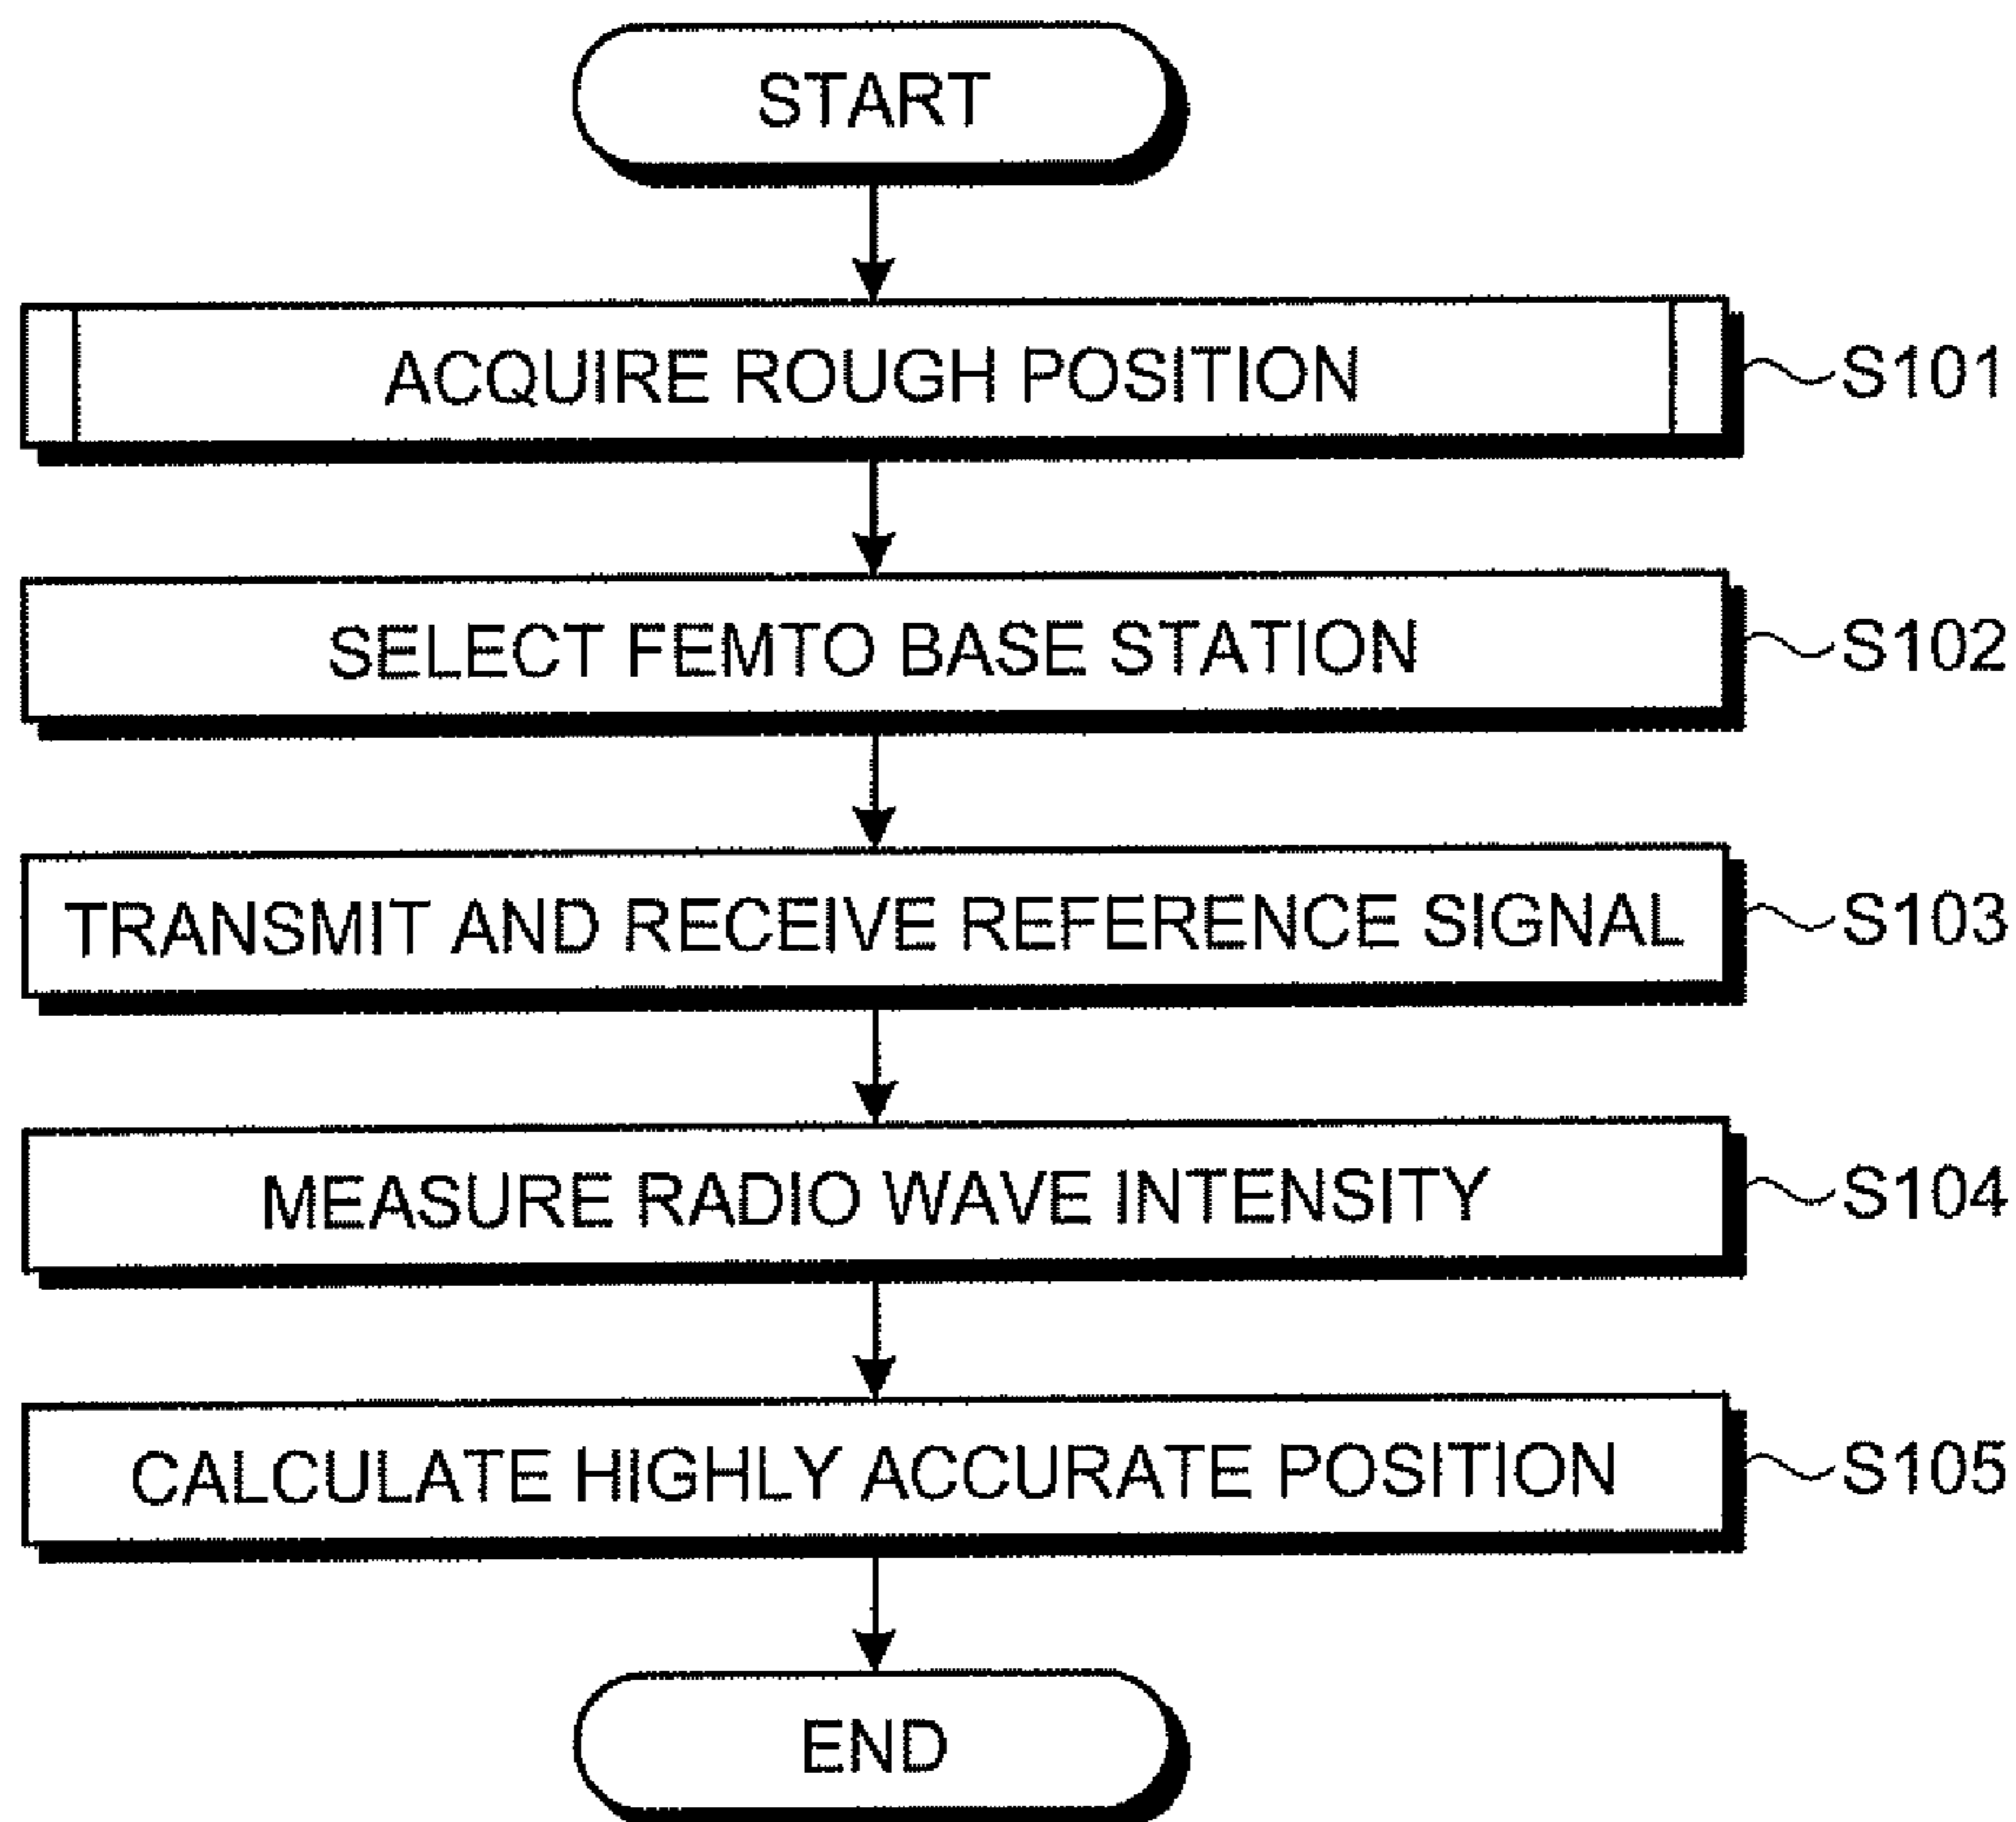 START
ACQUIRE ROUGH POSITION S101
SELECT FEMTO BASE STATION S102
TRANSMIT AND RECEIVE REFERENCE SIGNAL S103
MEASURE RADIO WAVE INTENSITY S104
CALCULATE HIGHLY ACCURATE POSITION S105
END